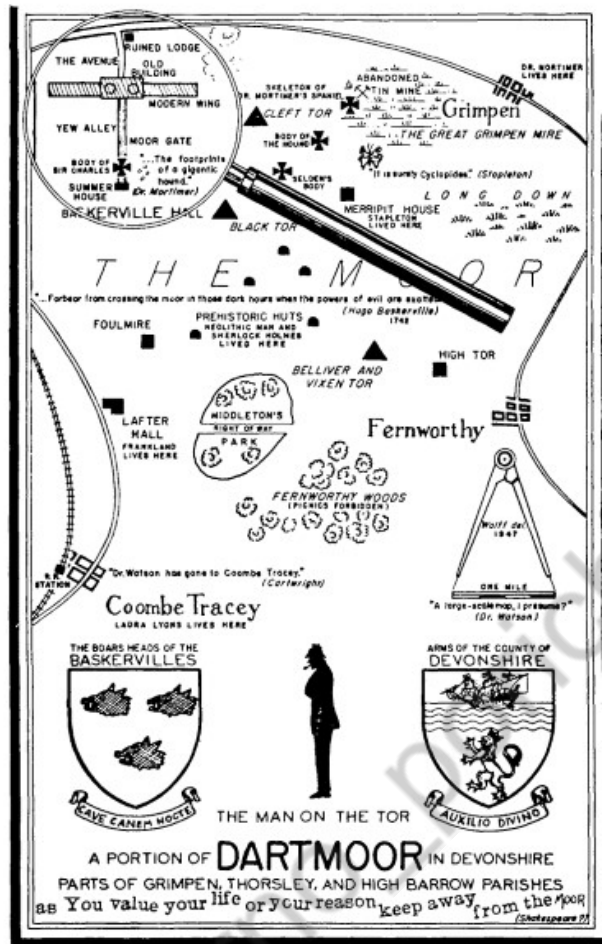 RUINED LODGE
THE AVENUE
OLD
BUILDING
MODERN WING
YEW ALLEY
MOOR GATE
BODY OF
SIR CHARLES
"...The footprints
of a gigantic
hound."
(Dr. Mortimer)
SUMMER
HOUSE
BASKERVILLE HALL
SKELETON OF
DR. MORTIMER'S SPANIEL
CLEFT TOR
ABANDONED
TIN MINE
DR. MORTIMER
LIVES HERE
Grimpen
THE GREAT GRIMPEN MIRE
BODY OF
THE HOUND
SELDEN'S
BODY
"It is surely Cyclopides." (Stapleton)
LONG DOWN
MERRIPIT HOUSE
STAPLETON
LIVED HERE
BLACK TOR
THE MOOR
"...Forbear from crossing the moor in those dark hours when the powers of evil are exalted"
(Hugo Baskerville)
1742
FOULMIRE
PREHISTORIC HUTS
NEOLITHIC MAN AND
SHERLOCK HOLMES
LIVED HERE
BELLIVER AND
VIXEN TOR
HIGH TOR
LAFTER
HALL
FRANKLAND
LIVES HERE
MIDDLETON'S
RIGHT OF WAY
PARK
Fernworthy
FERNWORTHY WOODS
(PICNICS FORBIDDEN)
Wolff del.
1947
R.R.
STATION
"Dr. Watson has gone to Coombe Tracey."
(Cartwright)
ONE MILE
"A large-scale map, I presume?"
(Dr. Watson)
Coombe Tracey
LAURA LYONS LIVES HERE
THE BOARS HEADS OF THE
BASKERVILLES
ARMS OF THE COUNTY OF
DEVONSHIRE
CAVE CANEM NOCTE
THE MAN ON THE TOR
AUXILIO DIVINO
A PORTION OF DARTMOOR IN DEVONSHIRE
PARTS OF GRIMPEN, THORSLEY, AND HIGH BARROW PARISHES
as You value your life or your reason keep away from the MOOR
(Shakespeare ?)